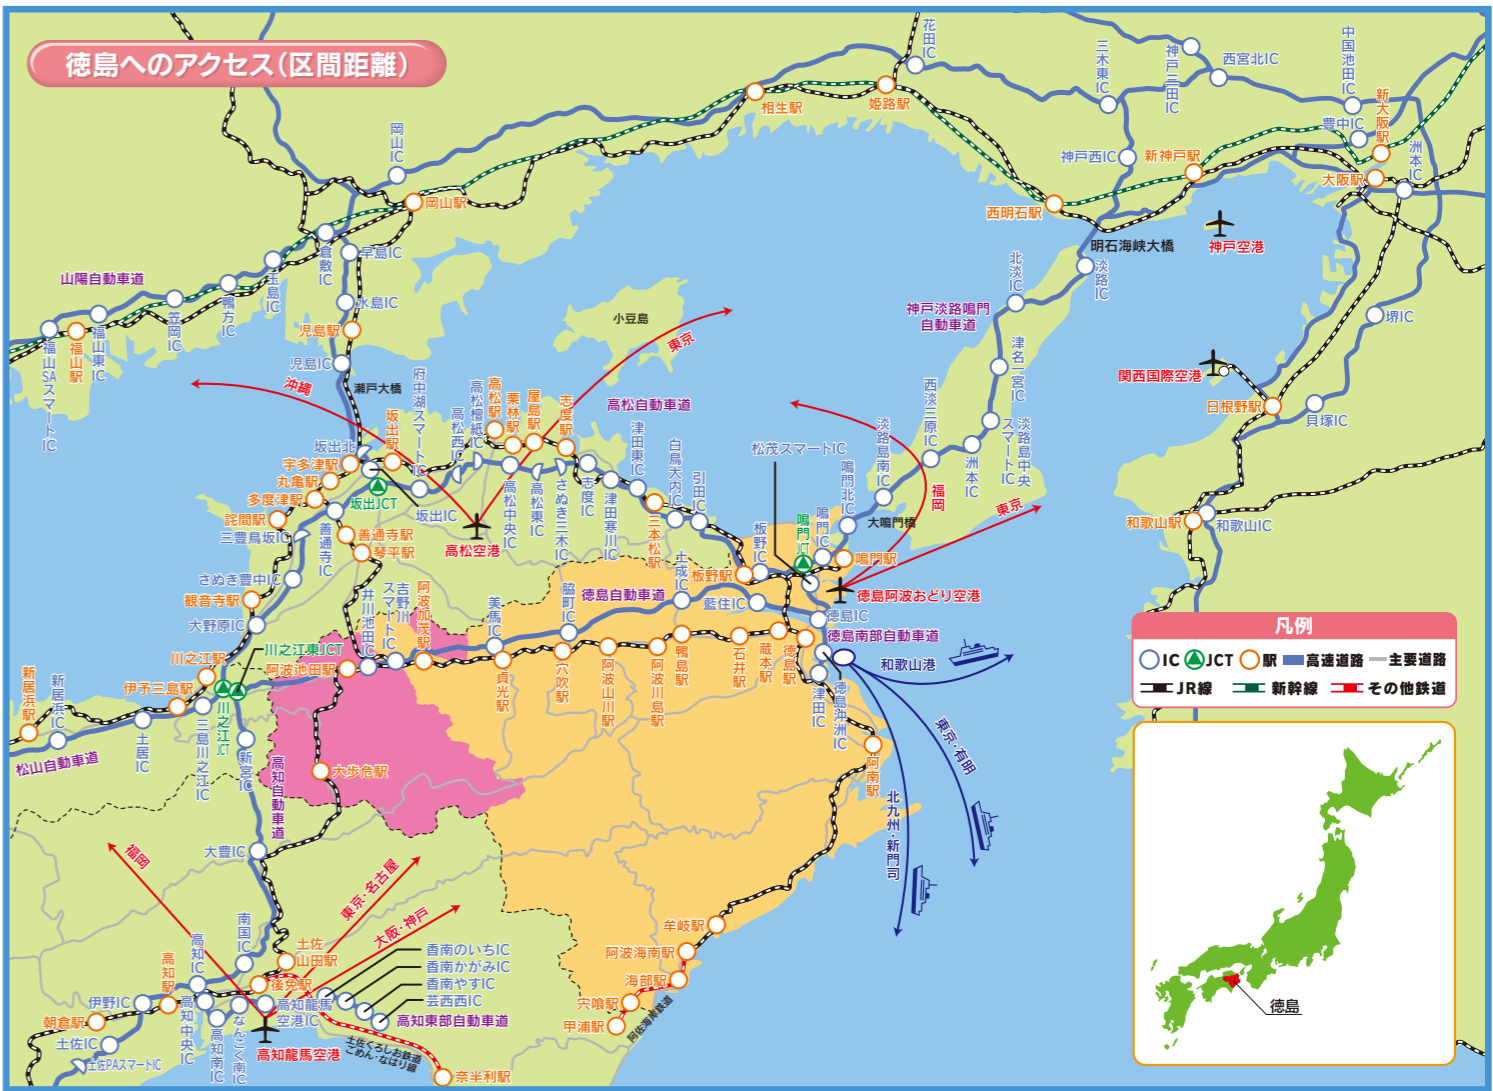 徳島へのアクセス（区間距離）
花田IC
三木東IC
神戸三田IC
西宮北IC
中国池田IC
新大阪駅
豊中IC
洲本IC
大阪駅
相生駅
姫路駅
神戸西IC
新神戸駅
岡山IC
岡山駅
西明石駅
明石海峡大橋
神戸空港
倉敷IC
早島IC
玉島IC
山陽自動車道
鴨方IC
笠岡IC
水島IC
児島駅
児島IC
福山SAスマートIC
福山駅
福山東IC
瀬戸大橋
小豆島
東京
沖縄
北淡IC
淡路IC
神戸淡路鳴門
自動車道
津名一宮IC
堺IC
関西国際空港
日根野駅
貝塚IC
府中湖スマートIC
坂出駅
坂出北
高松西IC
高松檀紙IC
高松駅
栗林駅
屋島駅
志度駅
高松自動車道
津田東IC
白鳥大内IC
引田IC
松茂スマートIC
西淡三原IC
淡路島南IC
洲本IC
淡路島中央
スマートIC
宇多津駅
丸亀駅
多度津駅
詫間駅
三豊鳥坂IC
坂出JCT
坂出IC
善通寺IC
善通寺駅
琴平駅
高松空港
高松中央IC
高松東IC
さぬき三木IC
志度IC
津田寒川IC
三本松駅
板野IC
鳴門JCT
鳴門IC
鳴門北IC
大鳴門橋
福岡
東京
鳴門駅
和歌山駅
和歌山IC
さぬき豊中IC
観音寺駅
大野原IC
井川池田IC
吉野川
スマートIC
阿波加茂駅
美馬IC
脇町IC
徳島自動車道
土成IC
板野駅
藍住IC
徳島阿波おどり空港
徳島IC
徳島南部自動車道
和歌山港
川之江東JCT
川之江駅
阿波池田駅
伊予三島駅
新居浜駅
新居浜IC
土居IC
三島川之江IC
川之江JCT
新宮IC
松山自動車道
高知自動車道
大歩危駅
貞光駅
穴吹駅
阿波山川駅
阿波川島駅
鴨島駅
石井駅
蔵本駅
徳島駅
津田IC
徳島沖洲IC
阿南駅
東京・有明
北九州・新門司
大豊IC
福岡
東京・名古屋
大阪・神戸
南国IC
土佐
山田駅
高知IC
高知駅
伊野IC
朝倉駅
土佐IC
土佐PAスマートIC
高知中央IC
高知南IC
なんこく南IC
後免駅
高知龍馬
空港IC
高知龍馬空港
香南のいちIC
香南かがみIC
香南やすIC
芸西西IC
高知東部自動車道
土佐くろしお鉄道
ごめん・なはり線
奈半利駅
牟岐駅
阿波海南駅
海部駅
宍喰駅
甲浦駅
阿佐海岸鉄道
凡例
IC JCT 駅 高速道路 主要道路
JR線 新幹線 その他鉄道
徳島